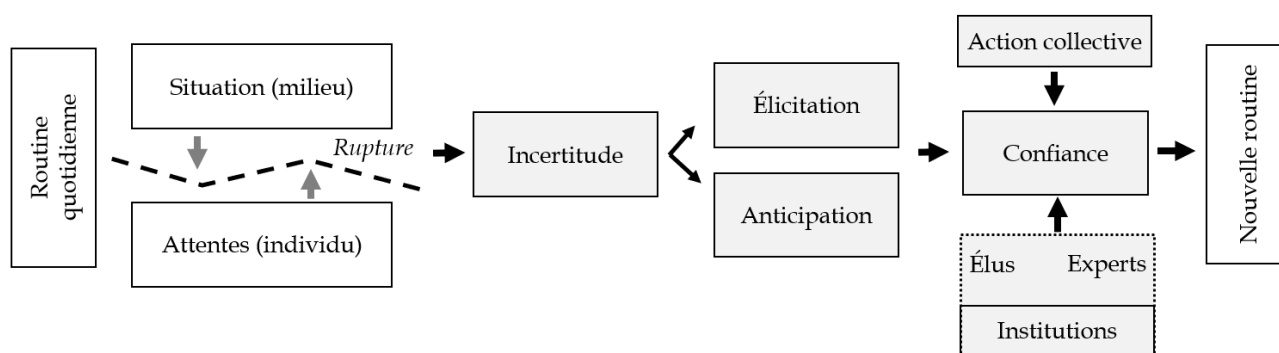 Routine
quotidienne
Situation (milieu)
Rupture
Attentes (individu)
Incertitude
Élicitation
Anticipation
Action collective
Confiance
Élus
Experts
Institutions
Nouvelle routine